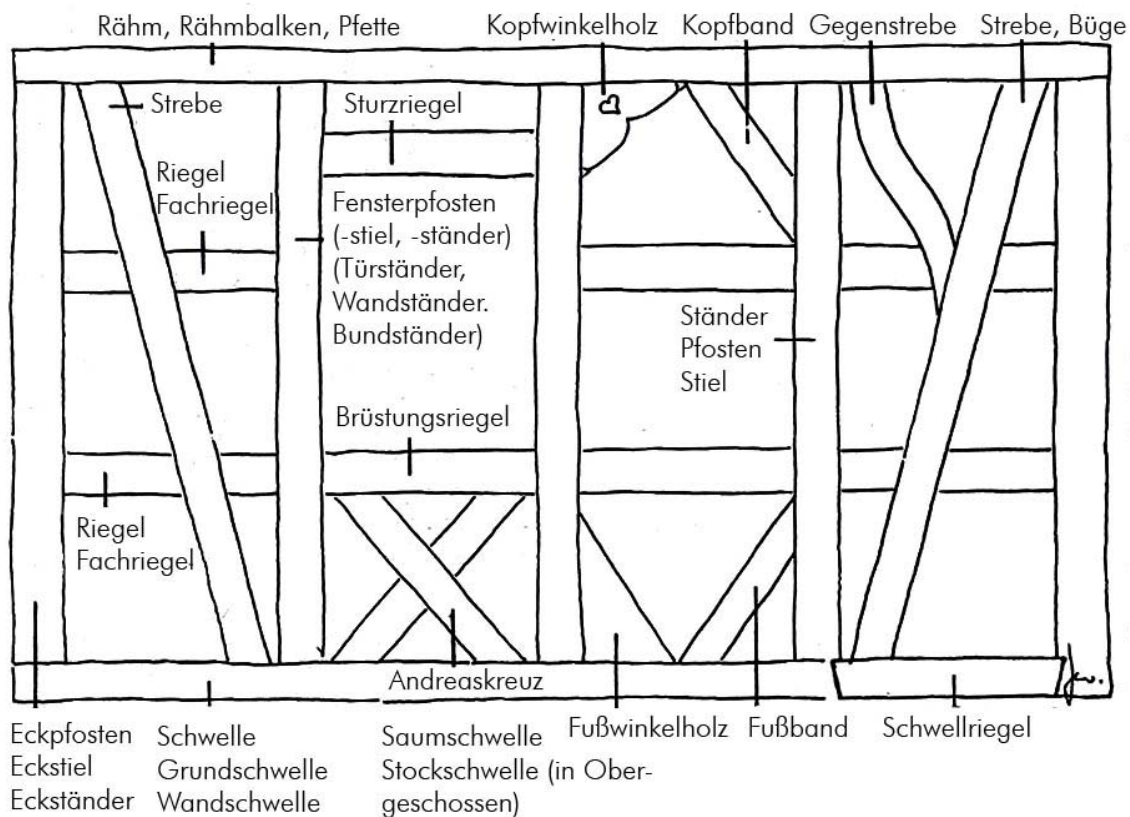 Rähm, Rähmbalken, Pfette
Kopfwinkelholz
Kopfband
Gegenstrebe
Strebe, Büge
Strebe
Sturzriegel
Riegel
Fachriegel
Fensterpfosten
(-stiel, -ständer)
(Türständer,
Wandständer.
Bundständer)
Ständer
Pfosten
Stiel
Brüstungsriegel
Riegel
Fachriegel
Andreaskreuz
Eckpfosten
Eckstiel
Eckständer
Schwelle
Grundschwelle
Wandschwelle
Saumschwelle
Stockschwelle (in Ober-
geschossen)
Fußwinkelholz
Fußband
Schwellriegel